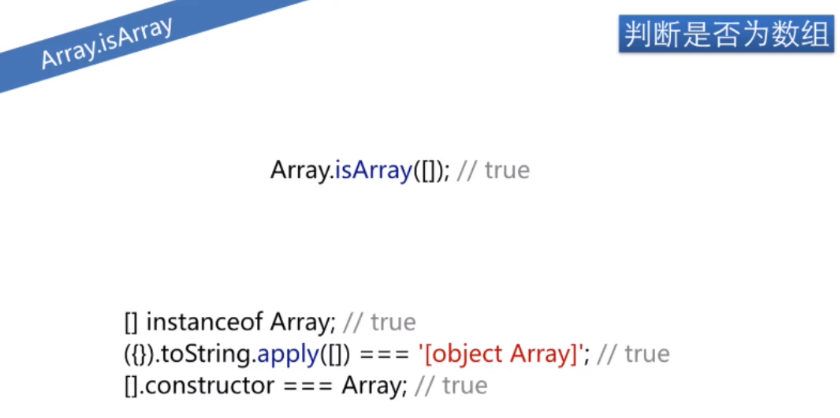 Array.isArray
判断是否为数组
Array.isArray([]); // true
[] instanceof Array; // true
({}).toString.apply([]) === '[object Array]'; // true
[].constructor === Array; // true